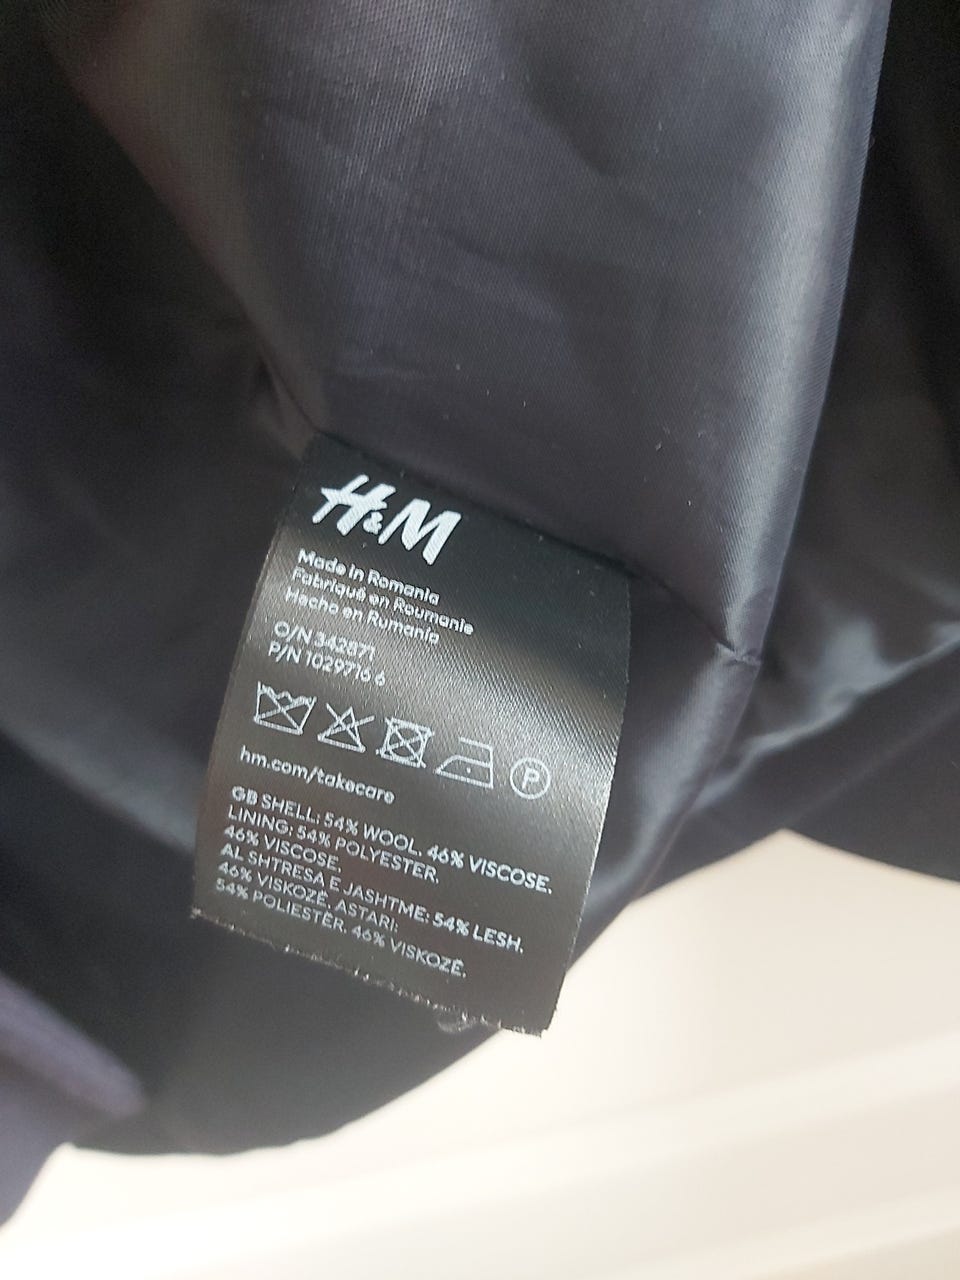 H&M
Made in Romania
Fabriqué en Roumanie
Hecho en Rumania
O/N 342871
P/N 1029716 6
P
hm.com/takecare
GB SHELL: 54% WOOL. 46% VISCOSE.
LINING: 54% POLYESTER.
46% VISCOSE.
AL SHTRESA E JASHTME: 54% LESH.
46% VISKOZË. ASTARI:
54% POLIESTËR. 46% VISKOZË.